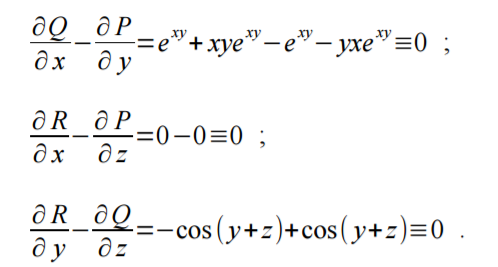 ∂Q/∂x − ∂P/∂y = e^{xy} + xye^{xy} − e^{xy} − yxe^{xy} ≡ 0 ;
∂R/∂x − ∂P/∂z = 0 − 0 ≡ 0 ;
∂R/∂y − ∂Q/∂z = −cos(y+z) + cos(y+z) ≡ 0 .